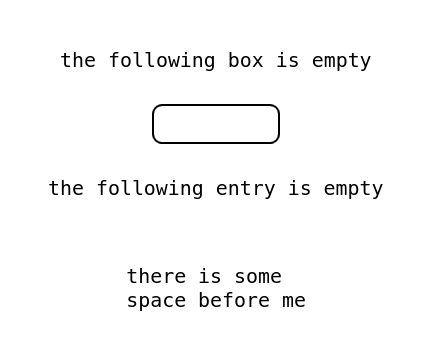 the following box is empty
the following entry is empty
there is some
space before me